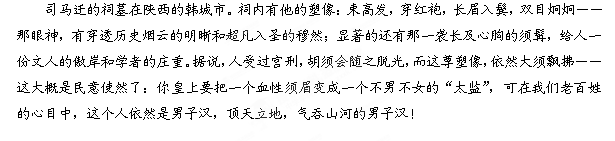 司马迁的祠墓在陕西的韩城市。祠内有他的塑像：束高发，穿红袍，长眉入鬓，双目炯炯——
那眼神，有穿透历史烟云的明晰和超凡入圣的穆然；显著的还有那一袭长及心胸的须髯，给人一
份文人的傲岸和学者的庄重。据说，人受过宫刑，胡须会随之脱光，而这尊塑像，依然大须飘拂——
这大概是民意使然了：你皇上要把一个血性须眉变成一个不男不女的“太监”，可在我们老百姓
的心目中，这个人依然是男子汉，顶天立地，气吞山河的男子汉！